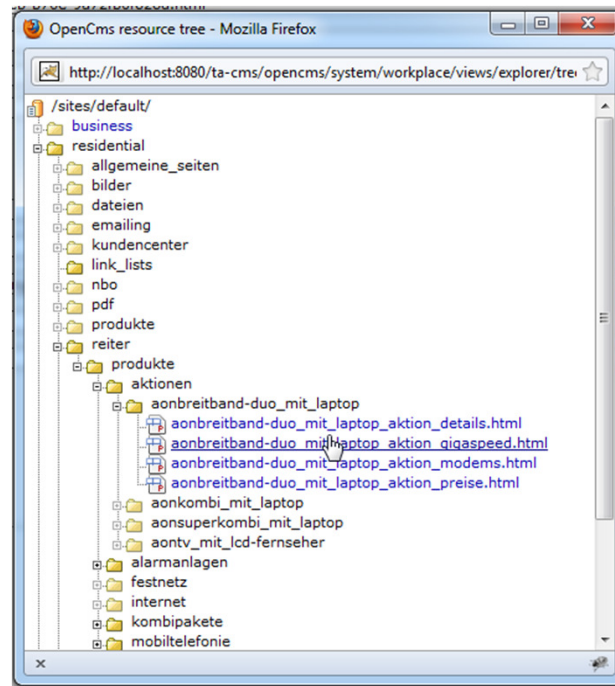 OpenCms resource tree - Mozilla Firefox
http://localhost:8080/ta-cms/opencms/system/workplace/views/explorer/tre
/sites/default/
business
residential
allgemeine_seiten
bilder
dateien
emailing
kundencenter
link_lists
nbo
pdf
produkte
reiter
produkte
aktionen
aonbreitband-duo_mit_laptop
aonbreitband-duo_mit_laptop_aktion_details.html
aonbreitband-duo_mit_laptop_aktion_gigaspeed.html
aonbreitband-duo_mit_laptop_aktion_modems.html
aonbreitband-duo_mit_laptop_aktion_preise.html
aonkombi_mit_laptop
aonsuperkombi_mit_laptop
aontv_mit_lcd-fernseher
alarmanlagen
festnetz
internet
kombipakete
mobiltelefonie